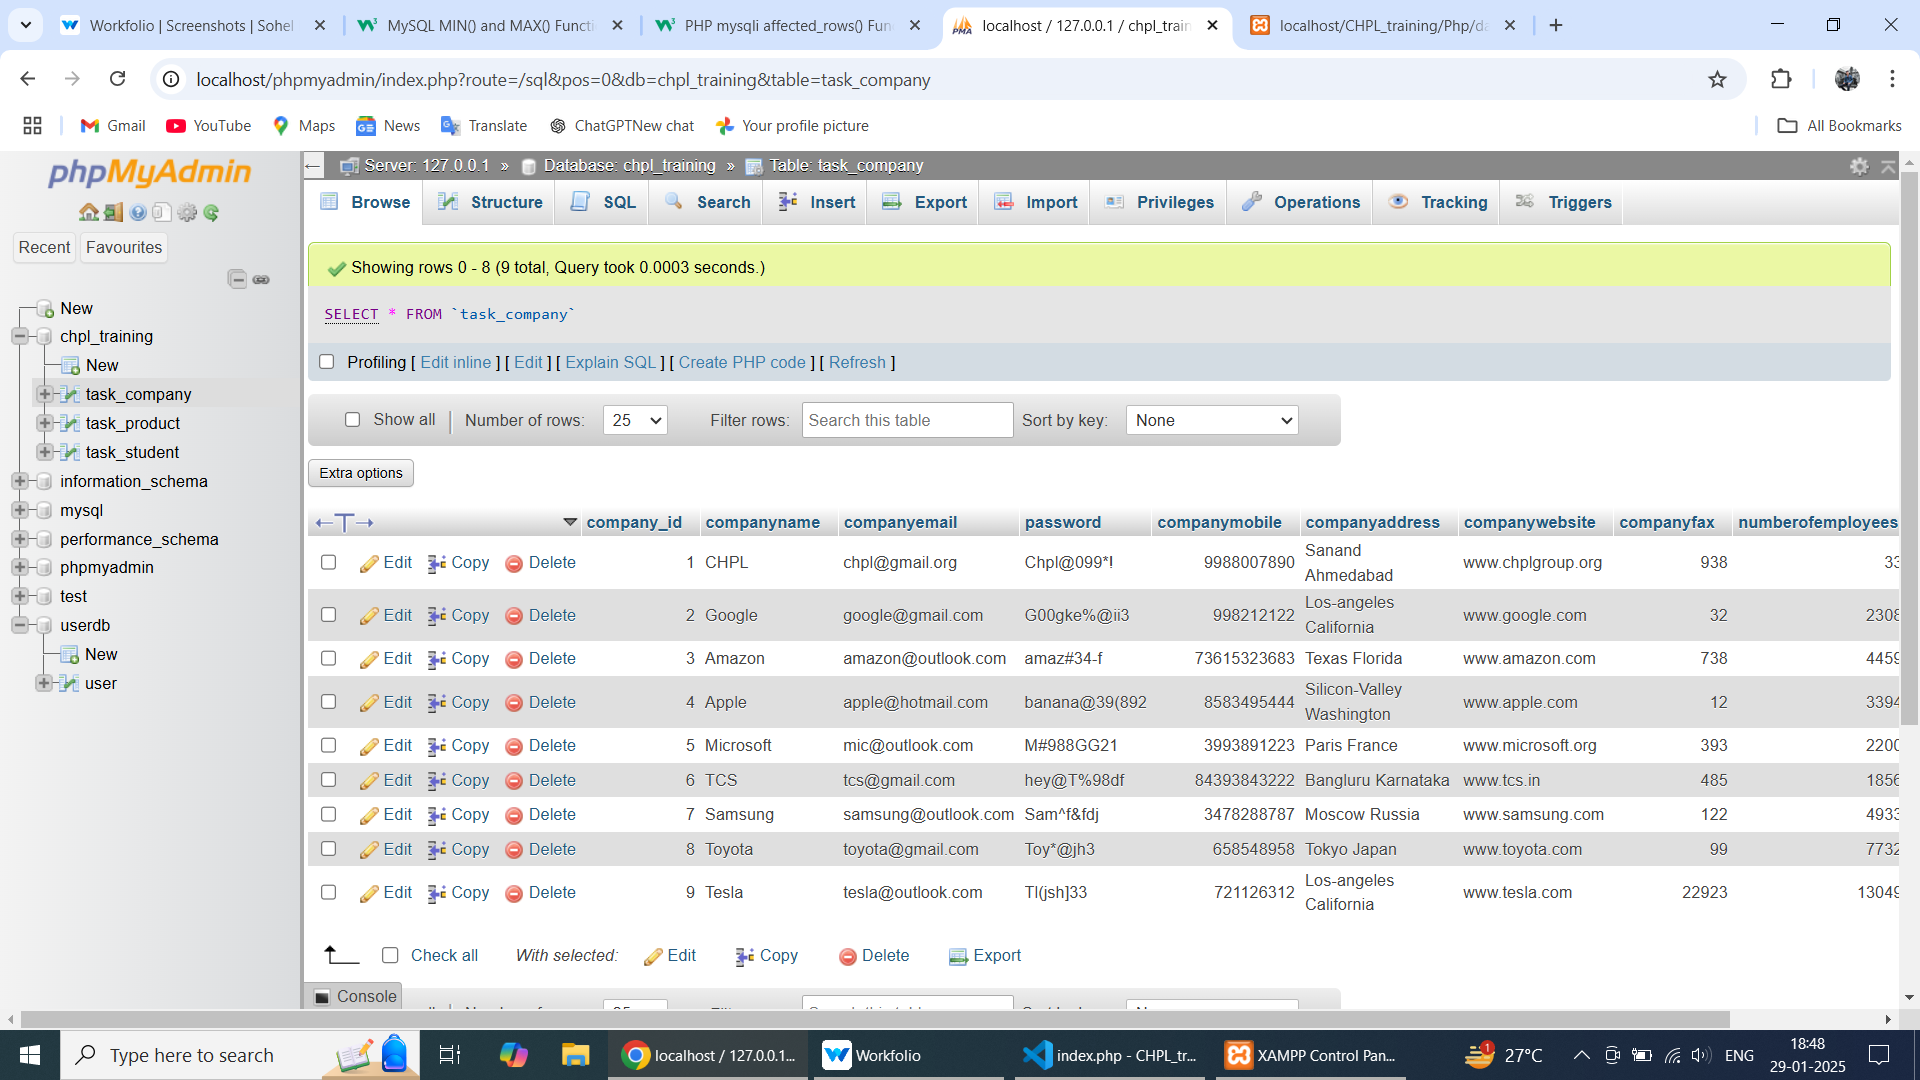 Workfolio | Screenshots | Sohel
MySQL MIN() and MAX() Functi
PHP mysqli affected_rows() Fun
localhost / 127.0.0.1 / chpl_train
localhost/CHPL_training/Php/da
localhost/phpmyadmin/index.php?route=/sql&pos=0&db=chpl_training&table=task_company
Gmail YouTube Maps News Translate ChatGPTNew chat Your profile picture All Bookmarks
phpMyAdmin
Recent Favourites
New
chpl_training
New
task_company
task_product
task_student
information_schema
mysql
performance_schema
phpmyadmin
test
userdb
New
user
Server: 127.0.0.1 » Database: chpl_training » Table: task_company
Browse Structure SQL Search Insert Export Import Privileges Operations Tracking Triggers
Showing rows 0 - 8 (9 total, Query took 0.0003 seconds.)
SELECT * FROM `task_company`
Profiling [ Edit inline ] [ Edit ] [ Explain SQL ] [ Create PHP code ] [ Refresh ]
Show all Number of rows: 25 Filter rows: Search this table Sort by key: None
Extra options
company_id companyname companyemail password companymobile companyaddress companywebsite companyfax numberofemployees
Edit Copy Delete 1 CHPL chpl@gmail.org Chpl@099*! 9988007890 Sanand Ahmedabad www.chplgroup.org 938 33
Edit Copy Delete 2 Google google@gmail.com G00gke%@ii3 998212122 Los-angeles California www.google.com 32 2308
Edit Copy Delete 3 Amazon amazon@outlook.com amaz#34-f 73615323683 Texas Florida www.amazon.com 738 4459
Edit Copy Delete 4 Apple apple@hotmail.com banana@39(892 8583495444 Silicon-Valley Washington www.apple.com 12 3394
Edit Copy Delete 5 Microsoft mic@outlook.com M#988GG21 3993891223 Paris France www.microsoft.org 393 2200
Edit Copy Delete 6 TCS tcs@gmail.com hey@T%98df 84393843222 Bangluru Karnataka www.tcs.in 485 1856
Edit Copy Delete 7 Samsung samsung@outlook.com Sam^f&fdj 3478288787 Moscow Russia www.samsung.com 122 4933
Edit Copy Delete 8 Toyota toyota@gmail.com Toy*@jh3 658548958 Tokyo Japan www.toyota.com 99 7732
Edit Copy Delete 9 Tesla tesla@outlook.com Tl(jsh]33 721126312 Los-angeles California www.tesla.com 22923 13049
Check all With selected: Edit Copy Delete Export
Console
Type here to search
localhost / 127.0.0.1...
Workfolio
index.php - CHPL_tr...
XAMPP Control Pan...
1
27°C
ENG
18:48
29-01-2025